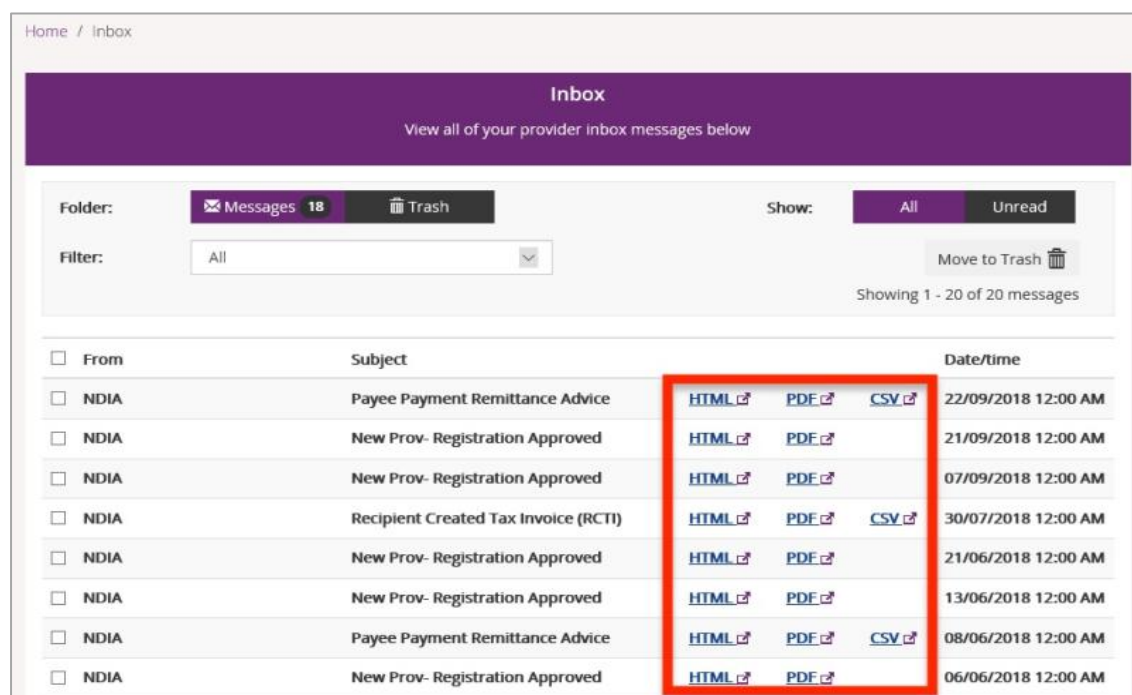 Home / Inbox
Inbox
View all of your provider inbox messages below
Folder: Messages 18 Trash Show: All Unread
Filter: All Move to Trash
Showing 1 - 20 of 20 messages
From Subject Date/time
NDIA Payee Payment Remittance Advice HTML PDF CSV 22/09/2018 12:00 AM
NDIA New Prov- Registration Approved HTML PDF 21/09/2018 12:00 AM
NDIA New Prov- Registration Approved HTML PDF 07/09/2018 12:00 AM
NDIA Recipient Created Tax Invoice (RCTI) HTML PDF CSV 30/07/2018 12:00 AM
NDIA New Prov- Registration Approved HTML PDF 21/06/2018 12:00 AM
NDIA New Prov- Registration Approved HTML PDF 13/06/2018 12:00 AM
NDIA Payee Payment Remittance Advice HTML PDF CSV 08/06/2018 12:00 AM
NDIA New Prov- Registration Approved HTML PDF 06/06/2018 12:00 AM